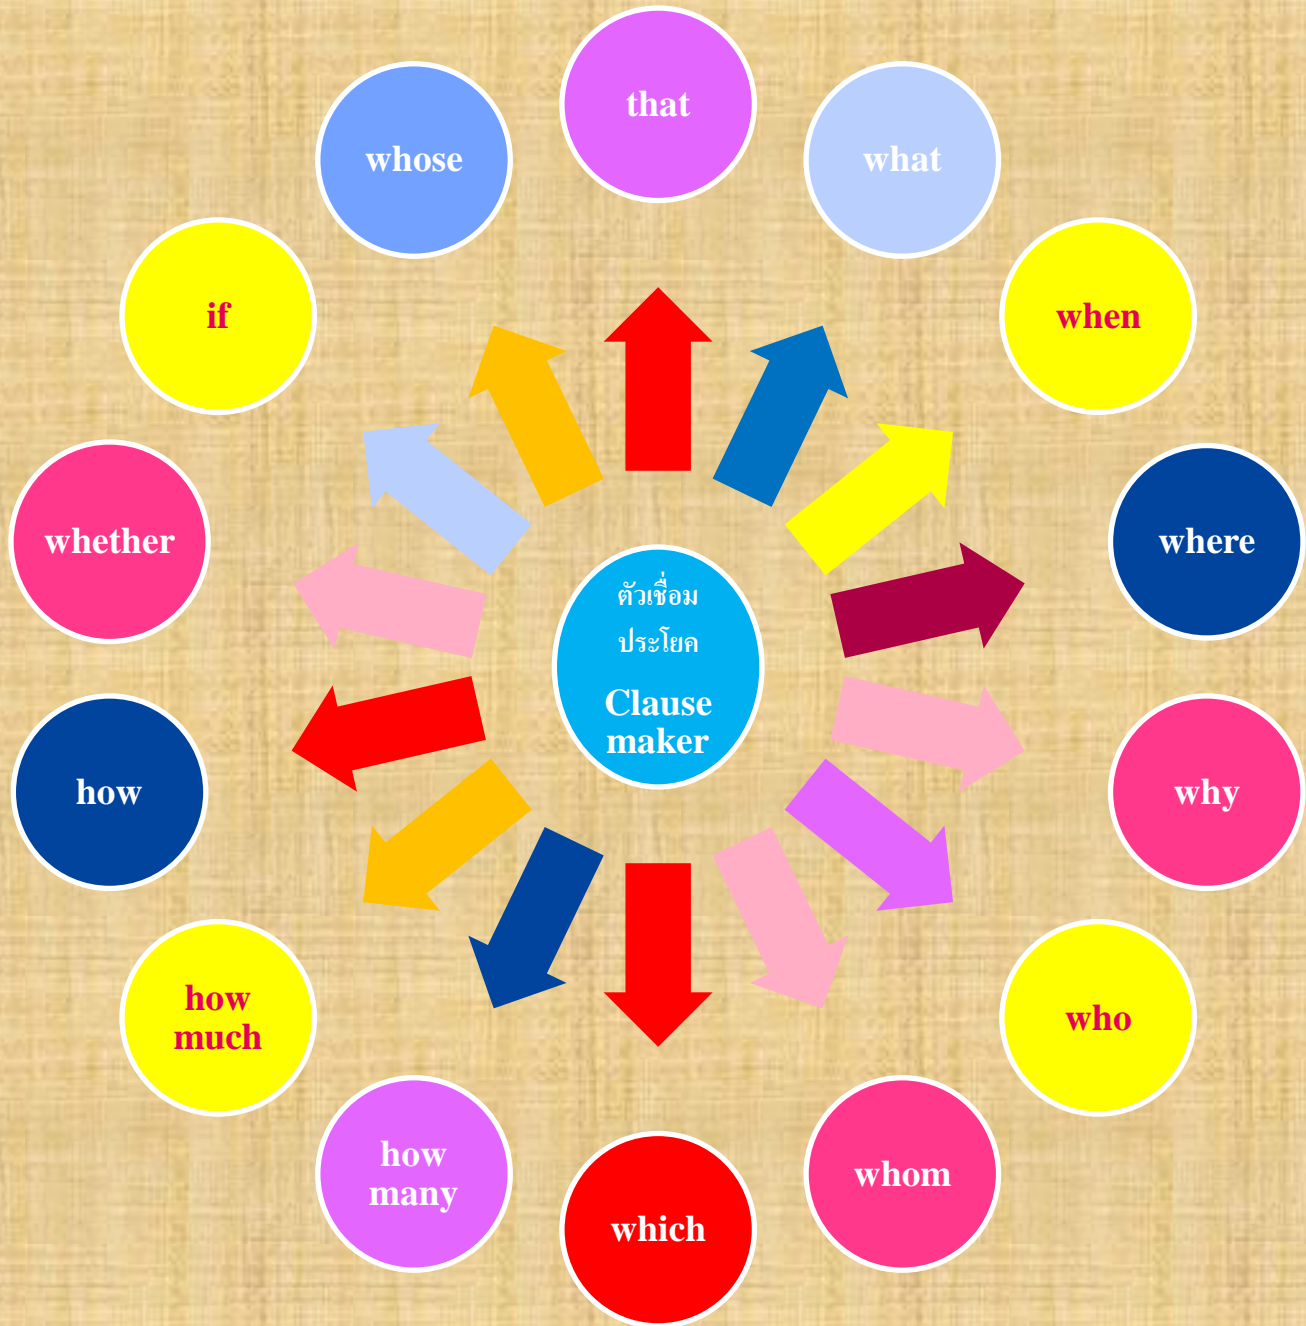 that
what
when
where
why
who
whom
which
how
many
how
much
how
whether
if
whose
ตัวเชื่อม
ประโยค
Clause
maker